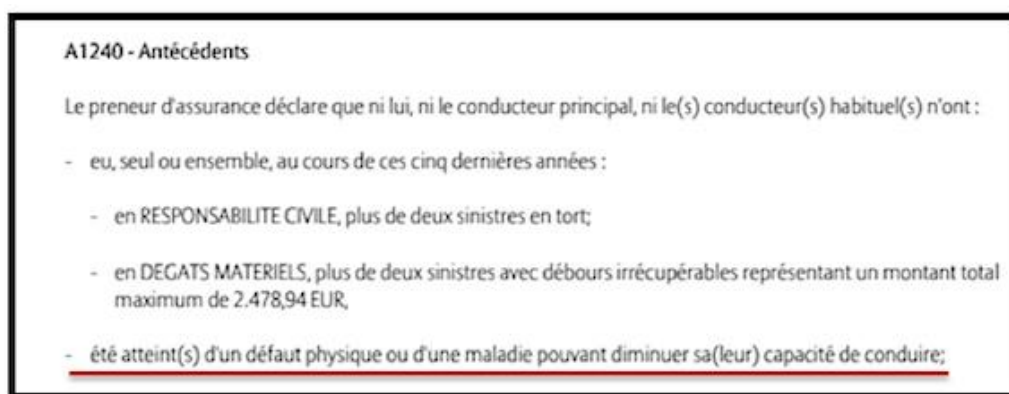 A1240 - Antécédents
Le preneur d'assurance déclare que ni lui, ni le conducteur principal, ni le(s) conducteur(s) habituel(s) n'ont :
- eu, seul ou ensemble, au cours de ces cinq dernières années :
- en RESPONSABILITE CIVILE, plus de deux sinistres en tort;
- en DEGATS MATERIELS, plus de deux sinistres avec débours irrécupérables représentant un montant total
maximum de 2.478,94 EUR,
- été atteint(s) d'un défaut physique ou d'une maladie pouvant diminuer sa(leur) capacité de conduire;